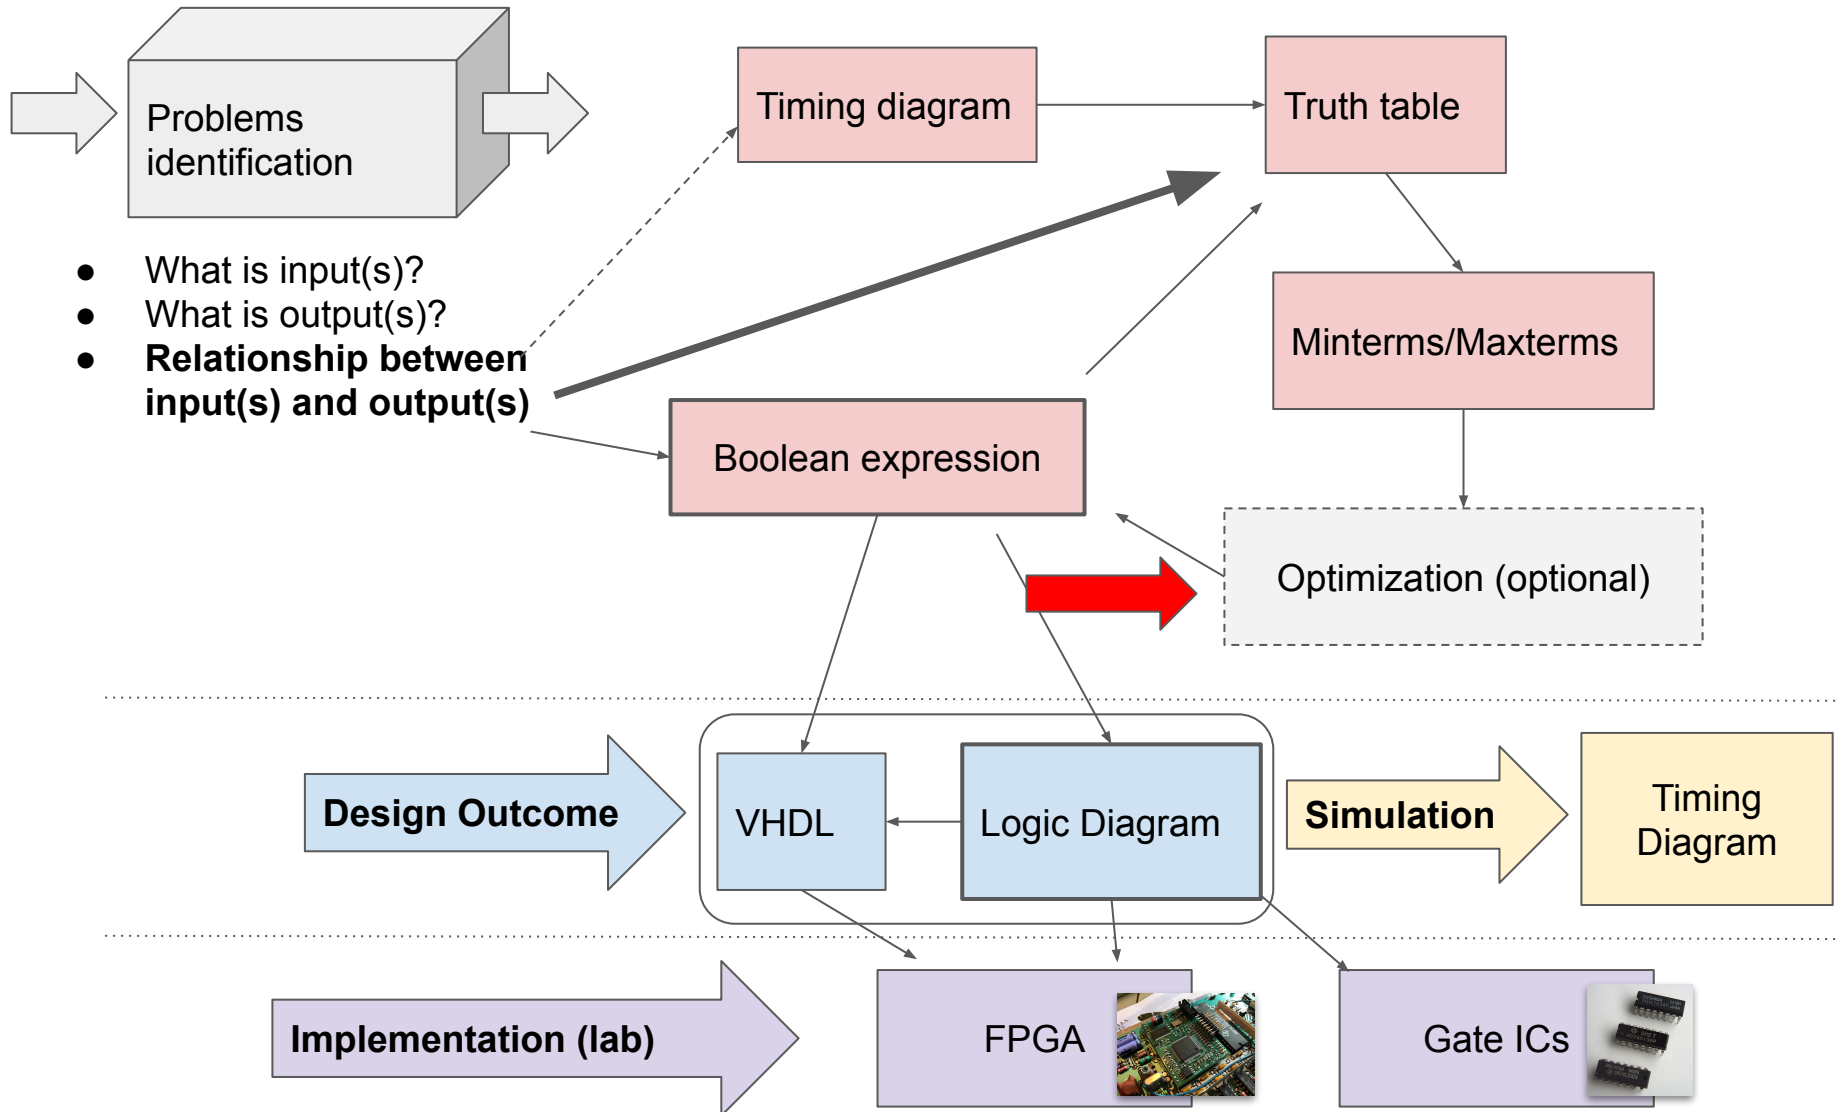 Problems
identification
Timing diagram
Truth table
● What is input(s)?
● What is output(s)?
● Relationship between
input(s) and output(s)
Minterms/Maxterms
Boolean expression
Optimization (optional)
Design Outcome
VHDL
Logic Diagram
Simulation
Timing
Diagram
Implementation (lab)
FPGA
Gate ICs